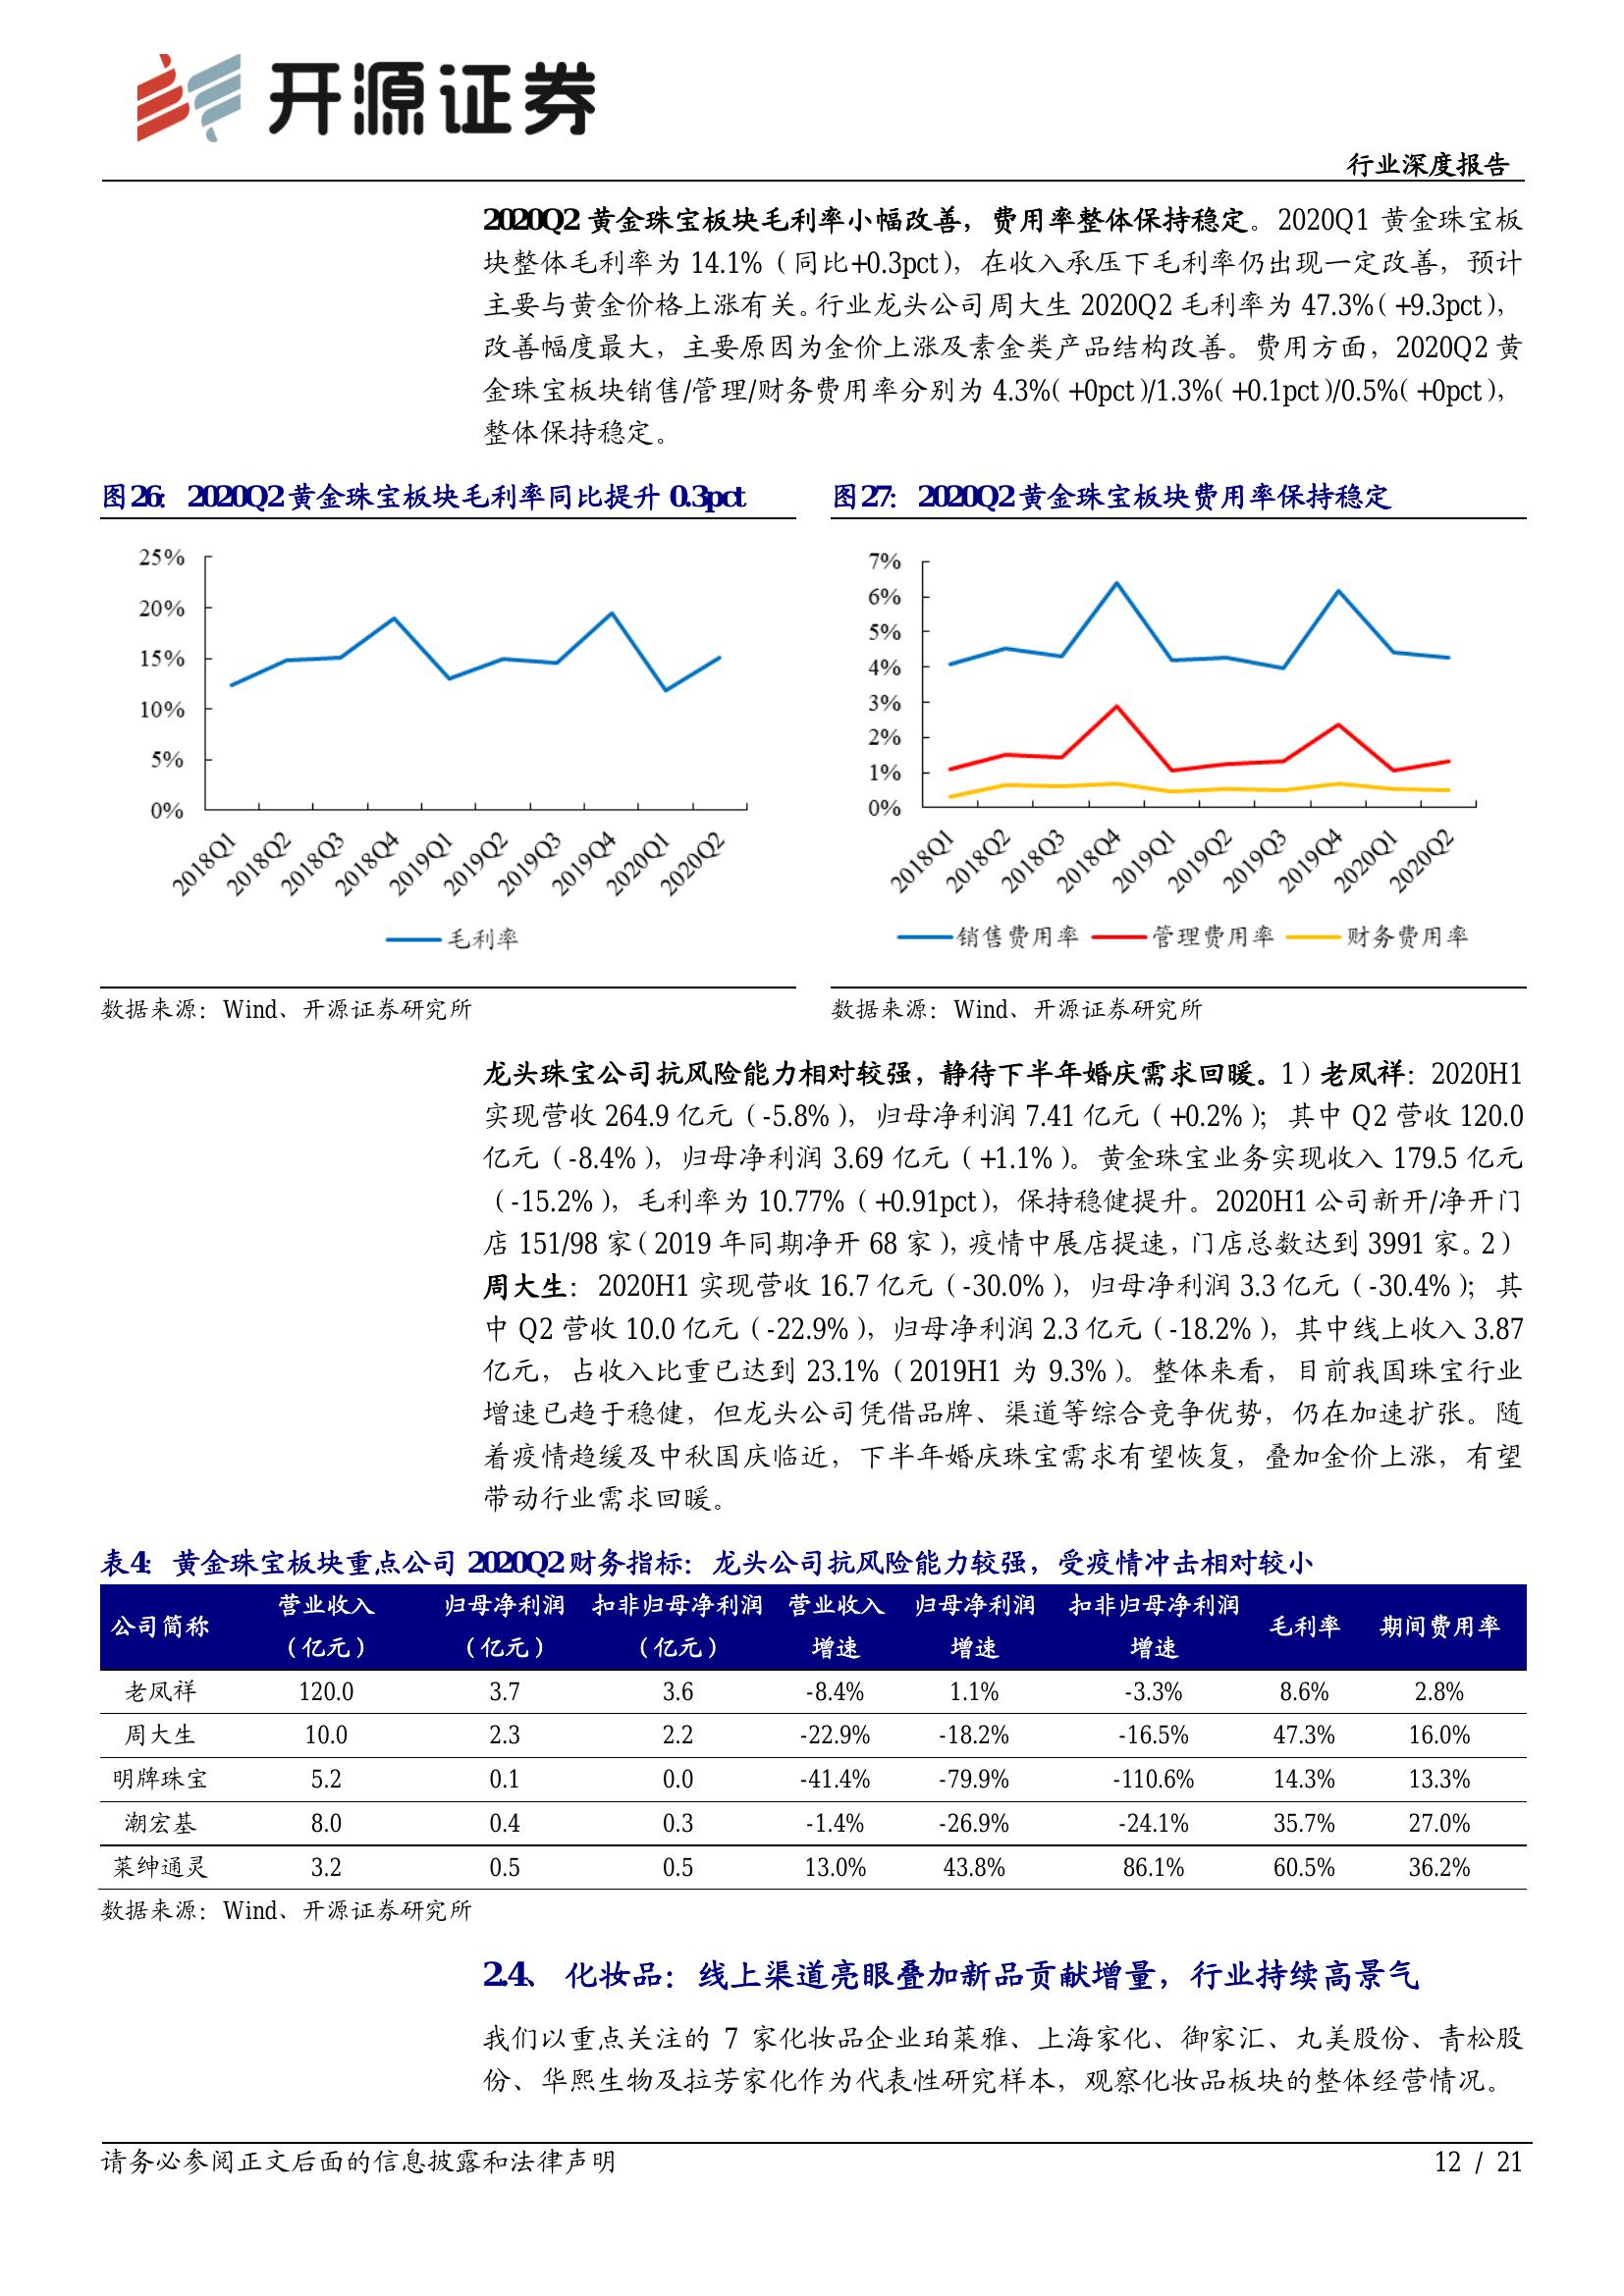 开源证券
行业深度报告
2020Q2 黄金珠宝板块毛利率小幅改善，费用率整体保持稳定。2020Q1 黄金珠宝板
块整体毛利率为 14.1%（同比+0.3pct），在收入承压下毛利率仍出现一定改善，预计
主要与黄金价格上涨有关。行业龙头公司周大生 2020Q2 毛利率为 47.3%（+9.3pct），
改善幅度最大，主要原因为金价上涨及素金类产品结构改善。费用方面，2020Q2 黄
金珠宝板块销售/管理/财务费用率分别为 4.3%（+0pct）/1.3%（+0.1pct）/0.5%（+0pct），
整体保持稳定。
图26： 2020Q2 黄金珠宝板块毛利率同比提升 0.3pct
25%
20%
15%
10%
5%
0%
2018Q1 2018Q2 2018Q3 2018Q4 2019Q1 2019Q2 2019Q3 2019Q4 2020Q1 2020Q2
毛利率
数据来源：Wind、开源证券研究所
图27： 2020Q2 黄金珠宝板块费用率保持稳定
7%
6%
5%
4%
3%
2%
1%
0%
2018Q1 2018Q2 2018Q3 2018Q4 2019Q1 2019Q2 2019Q3 2019Q4 2020Q1 2020Q2
销售费用率 管理费用率 财务费用率
数据来源：Wind、开源证券研究所
龙头珠宝公司抗风险能力相对较强，静待下半年婚庆需求回暖。1）老凤祥：2020H1
实现营收 264.9 亿元（-5.8%），归母净利润 7.41 亿元（+0.2%）；其中 Q2 营收 120.0
亿元（-8.4%），归母净利润 3.69 亿元（+1.1%）。黄金珠宝业务实现收入 179.5 亿元
（-15.2%），毛利率为 10.77%（+0.91pct），保持稳健提升。2020H1 公司新开/净开门
店 151/98 家（2019 年同期净开 68 家），疫情中展店提速，门店总数达到 3991 家。2）
周大生：2020H1 实现营收 16.7 亿元（-30.0%），归母净利润 3.3 亿元（-30.4%）；其
中 Q2 营收 10.0 亿元（-22.9%），归母净利润 2.3 亿元（-18.2%），其中线上收入 3.87
亿元，占收入比重已达到 23.1%（2019H1 为 9.3%）。整体来看，目前我国珠宝行业
增速已趋于稳健，但龙头公司凭借品牌、渠道等综合竞争优势，仍在加速扩张。随
着疫情趋缓及中秋国庆临近，下半年婚庆珠宝需求有望恢复，叠加金价上涨，有望
带动行业需求回暖。
表4： 黄金珠宝板块重点公司 2020Q2 财务指标：龙头公司抗风险能力较强，受疫情冲击相对较小
公司简称 营业收入（亿元） 归母净利润（亿元） 扣非归母净利润（亿元） 营业收入增速 归母净利润增速 扣非归母净利润增速 毛利率 期间费用率
老凤祥 120.0 3.7 3.6 -8.4% 1.1% -3.3% 8.6% 2.8%
周大生 10.0 2.3 2.2 -22.9% -18.2% -16.5% 47.3% 16.0%
明牌珠宝 5.2 0.1 0.0 -41.4% -79.9% -110.6% 14.3% 13.3%
潮宏基 8.0 0.4 0.3 -1.4% -26.9% -24.1% 35.7% 27.0%
莱绅通灵 3.2 0.5 0.5 13.0% 43.8% 86.1% 60.5% 36.2%
数据来源：Wind、开源证券研究所
2.4、 化妆品：线上渠道亮眼叠加新品贡献增量，行业持续高景气
我们以重点关注的 7 家化妆品企业珀莱雅、上海家化、御家汇、丸美股份、青松股
份、华熙生物及拉芳家化作为代表性研究样本，观察化妆品板块的整体经营情况。
请务必参阅正文后面的信息披露和法律声明
12 / 21